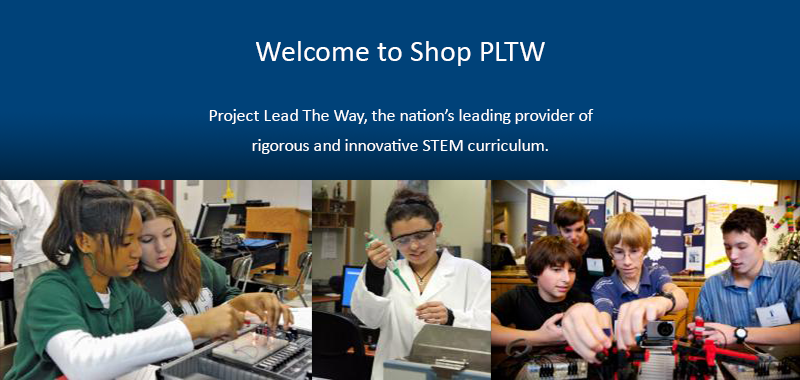 Welcome to Shop PLTW
Project Lead The Way, the nation's leading provider of
rigorous and innovative STEM curriculum.